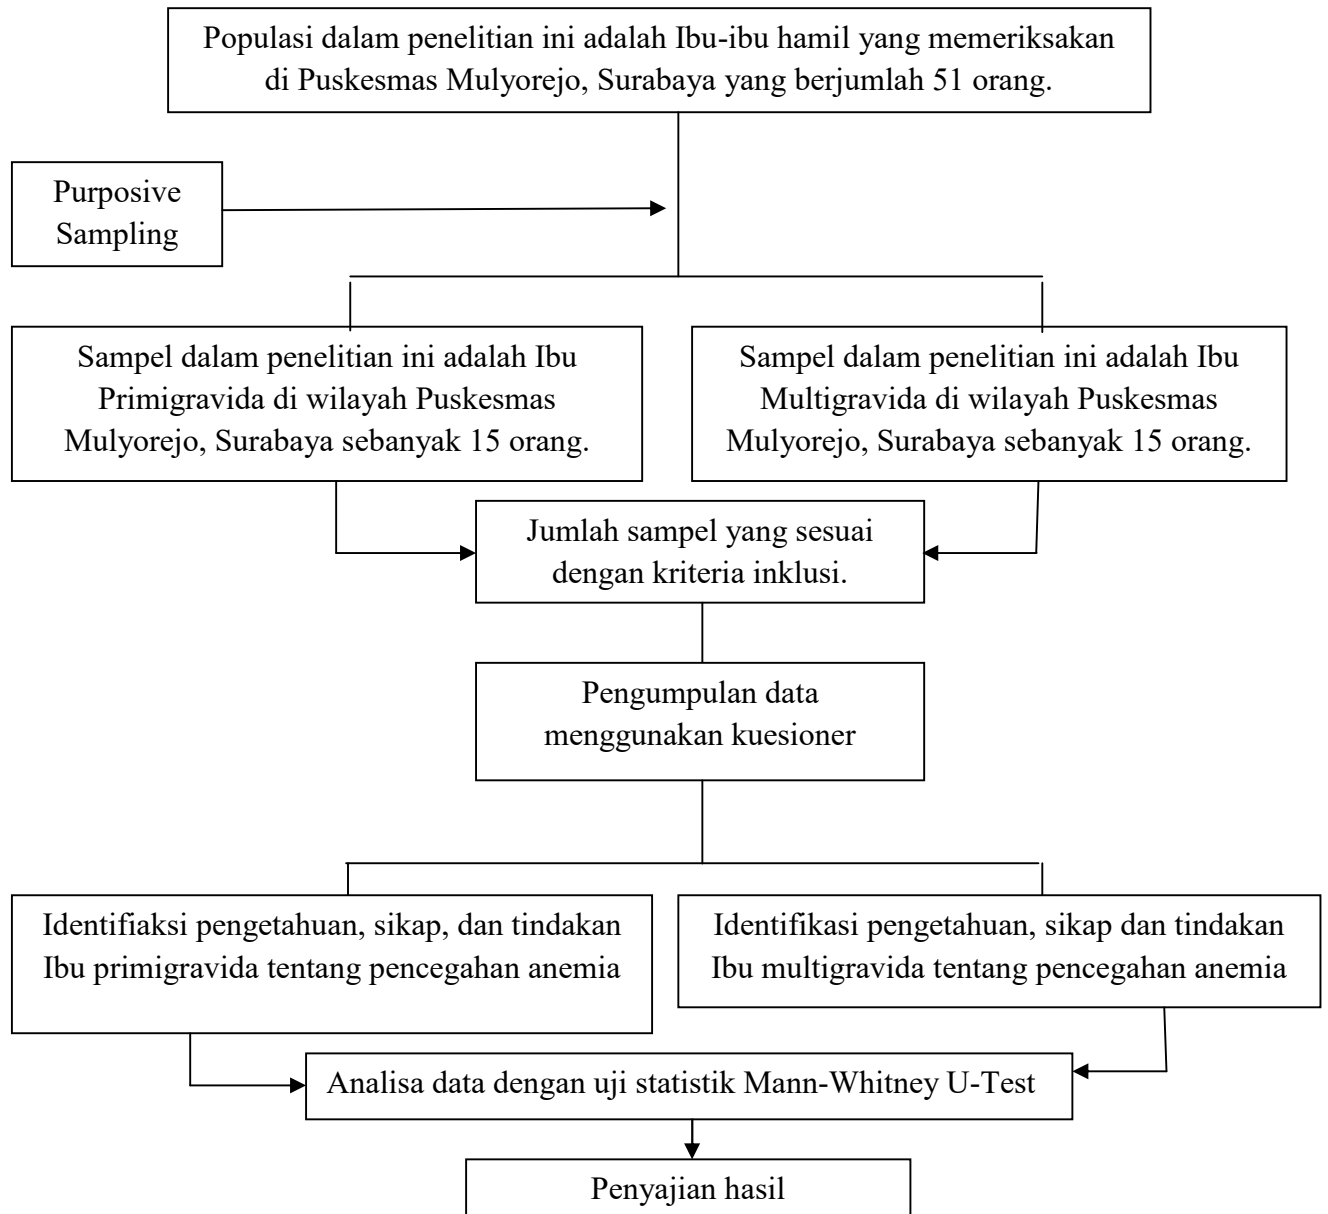 Populasi dalam penelitian ini adalah Ibu-ibu hamil yang memeriksakan
di Puskesmas Mulyorejo, Surabaya yang berjumlah 51 orang.
Purposive
Sampling
Sampel dalam penelitian ini adalah Ibu
Primigravida di wilayah Puskesmas
Mulyorejo, Surabaya sebanyak 15 orang.
Sampel dalam penelitian ini adalah Ibu
Multigravida di wilayah Puskesmas
Mulyorejo, Surabaya sebanyak 15 orang.
Jumlah sampel yang sesuai
dengan kriteria inklusi.
Pengumpulan data
menggunakan kuesioner
Identifiaksi pengetahuan, sikap, dan tindakan
Ibu primigravida tentang pencegahan anemia
Identifikasi pengetahuan, sikap dan tindakan
Ibu multigravida tentang pencegahan anemia
Analisa data dengan uji statistik Mann-Whitney U-Test
Penyajian hasil